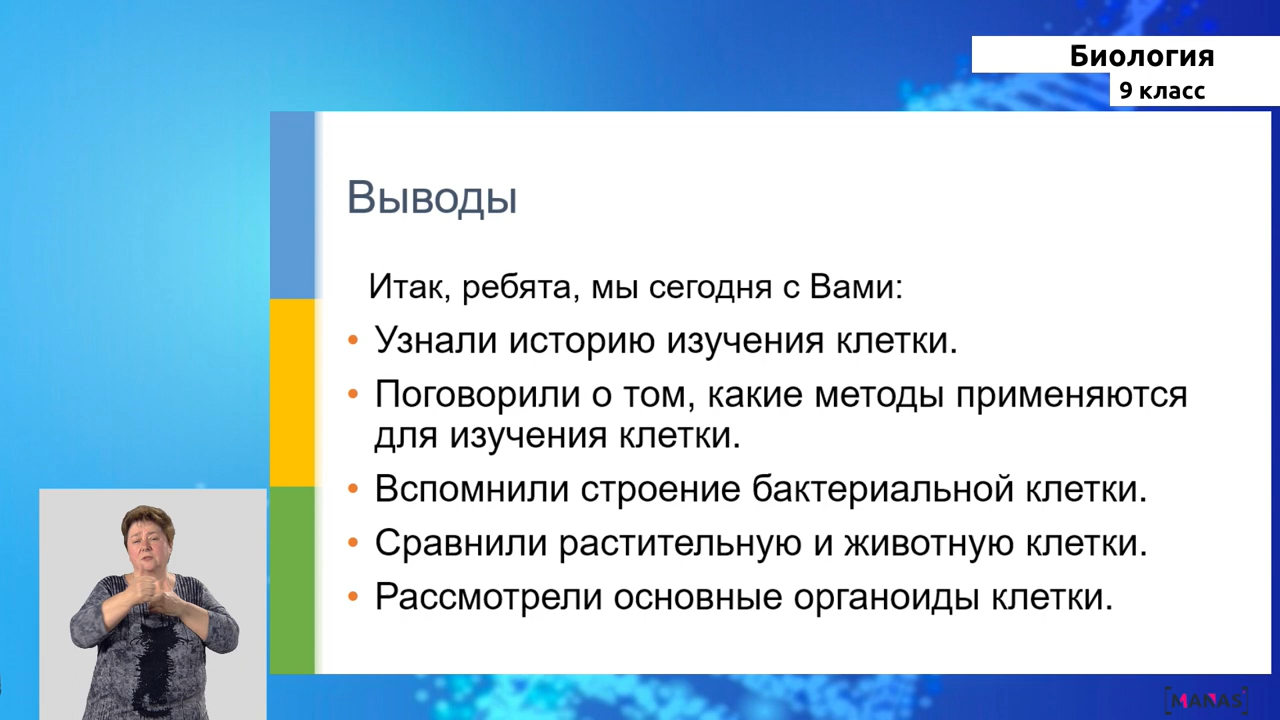 Биология
9 класс
Выводы
Итак, ребята, мы сегодня с Вами:
• Узнали историю изучения клетки.
• Поговорили о том, какие методы применяются
для изучения клетки.
• Вспомнили строение бактериальной клетки.
• Сравнили растительную и животную клетки.
• Рассмотрели основные органоиды клетки.
[MANAS]